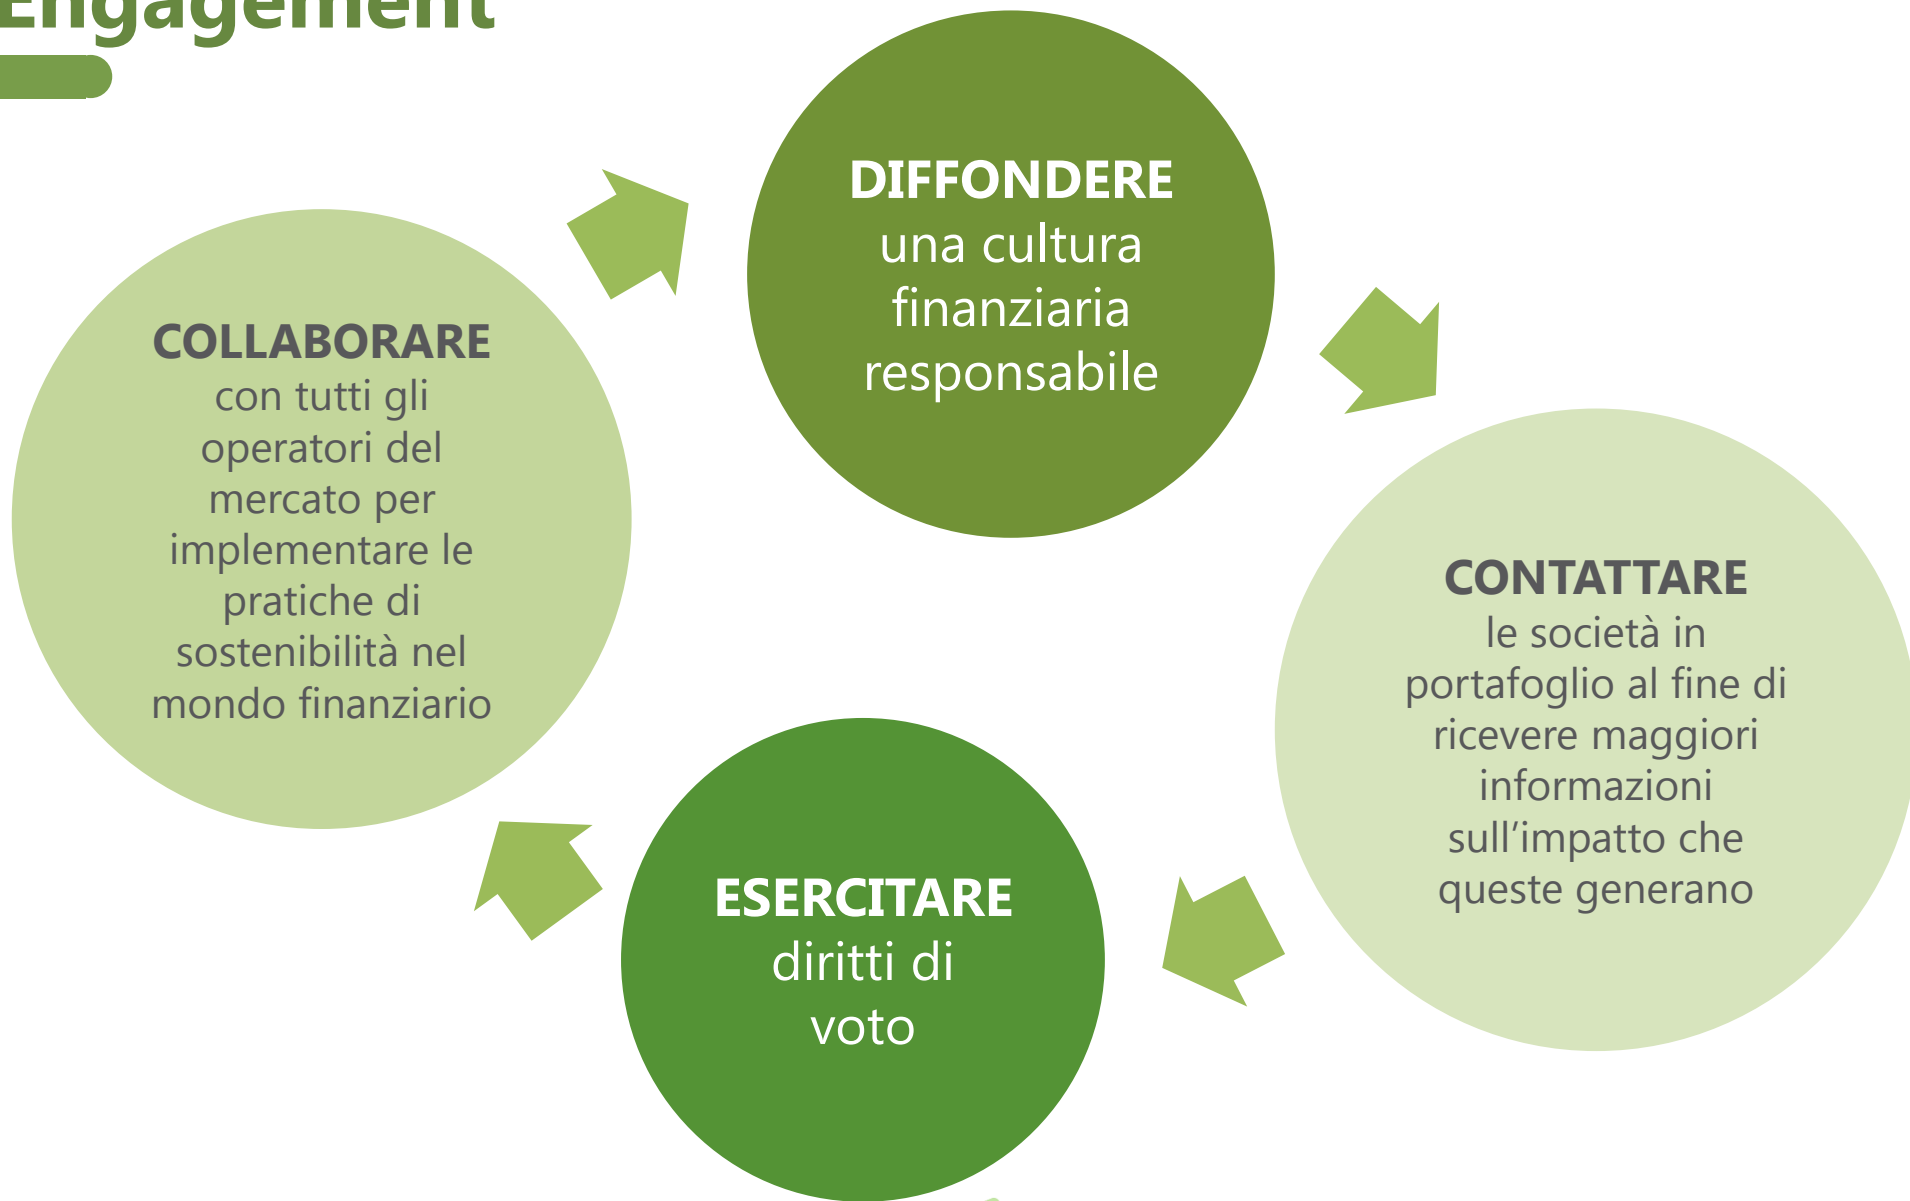 Engagement
DIFFONDERE
una cultura
finanziaria
responsabile
COLLABORARE
con tutti gli
operatori del
mercato per
implementare le
pratiche di
sostenibilità nel
mondo finanziario
CONTATTARE
le società in
portafoglio al fine di
ricevere maggiori
informazioni
sull’impatto che
queste generano
ESERCITARE
diritti di
voto